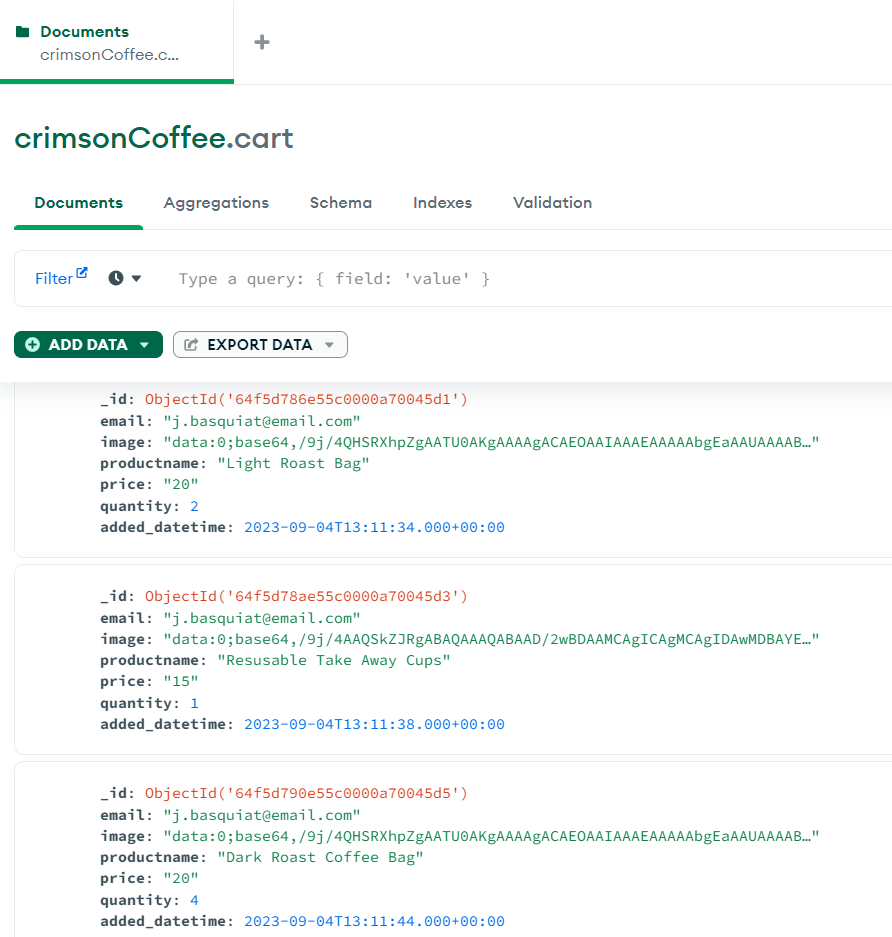 Documents
crimsonCoffee.c...
crimsonCoffee.cart
Documents Aggregations Schema Indexes Validation
Filter Type a query: { field: 'value' }
ADD DATA EXPORT DATA
_id: ObjectId('64f5d786e55c0000a70045d1')
email: "j.basquiat@email.com"
image: "data:0;base64,/9j/4QHSRXhpZgAATU0AKgAAAAgACAEOAAIAAAAEAAAAAbgEaAAUAAAAB…"
productname: "Light Roast Bag"
price: "20"
quantity: 2
added_datetime: 2023-09-04T13:11:34.000+00:00
_id: ObjectId('64f5d78ae55c0000a70045d3')
email: "j.basquiat@email.com"
image: "data:0;base64,/9j/4AAQSkZJRgABAQAAAQABAAD/2wBDAAMCAgICAgMCAgIDAwMDBAYE…"
productname: "Resusable Take Away Cups"
price: "15"
quantity: 1
added_datetime: 2023-09-04T13:11:38.000+00:00
_id: ObjectId('64f5d790e55c0000a70045d5')
email: "j.basquiat@email.com"
image: "data:0;base64,/9j/4QHSRXhpZgAATU0AKgAAAAgACAEOAAIAAAAEAAAAAbgEaAAUAAAAB…"
productname: "Dark Roast Coffee Bag"
price: "20"
quantity: 4
added_datetime: 2023-09-04T13:11:44.000+00:00